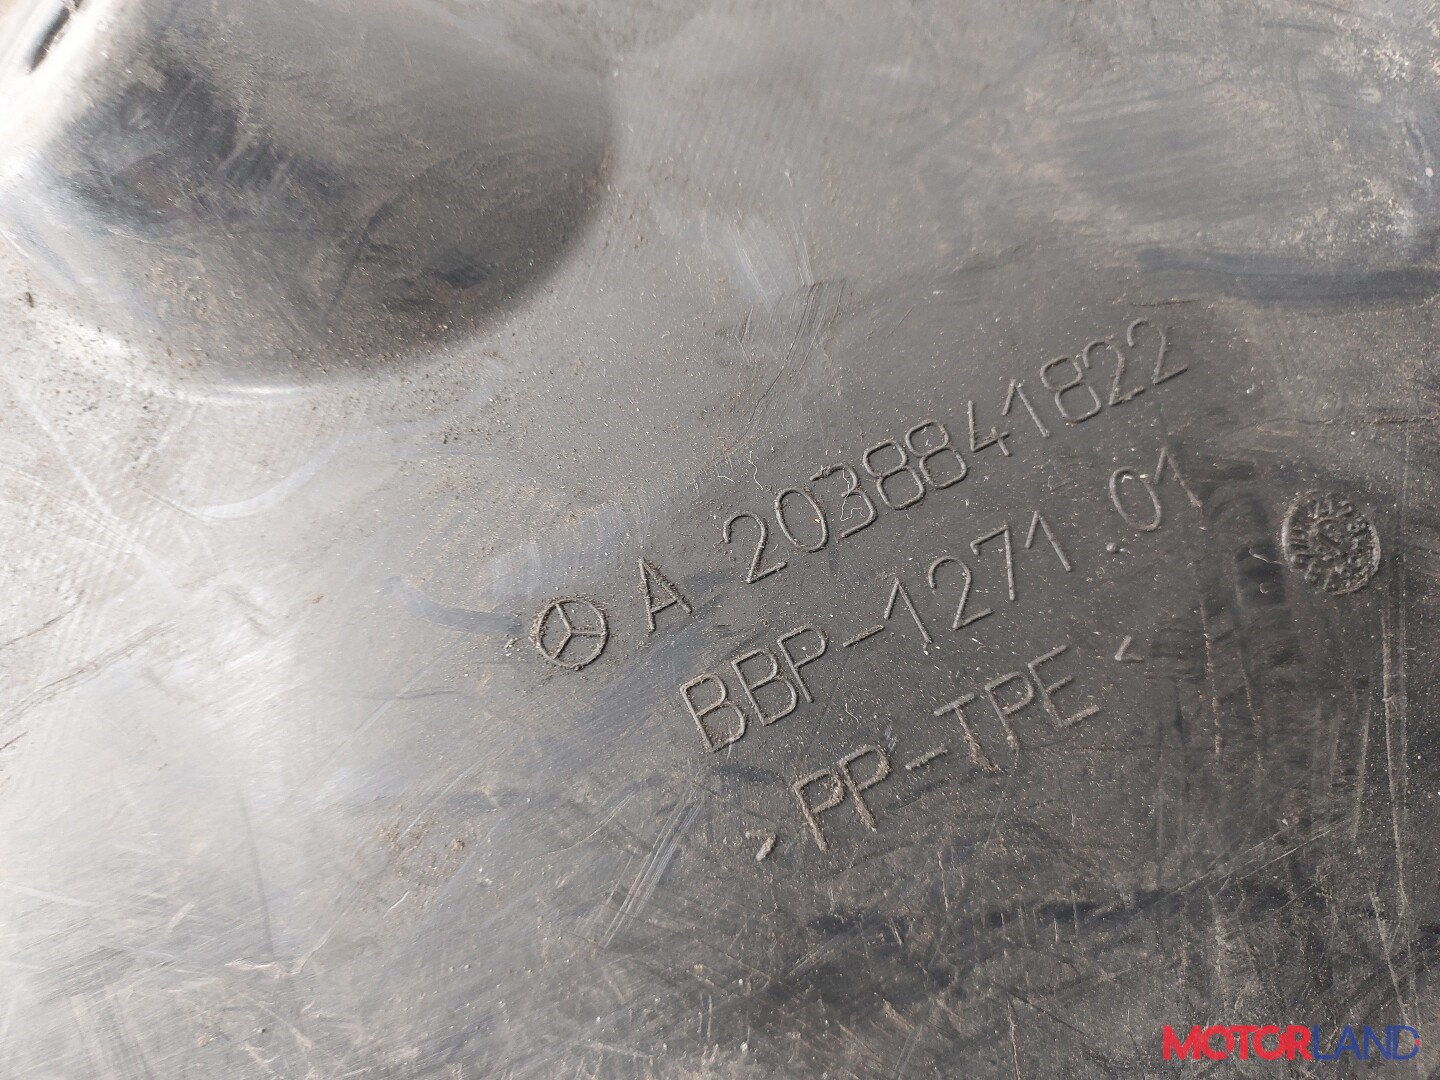 A 2038841822
BBP-1271 .01
>PP-TPE<
MOTORLAND